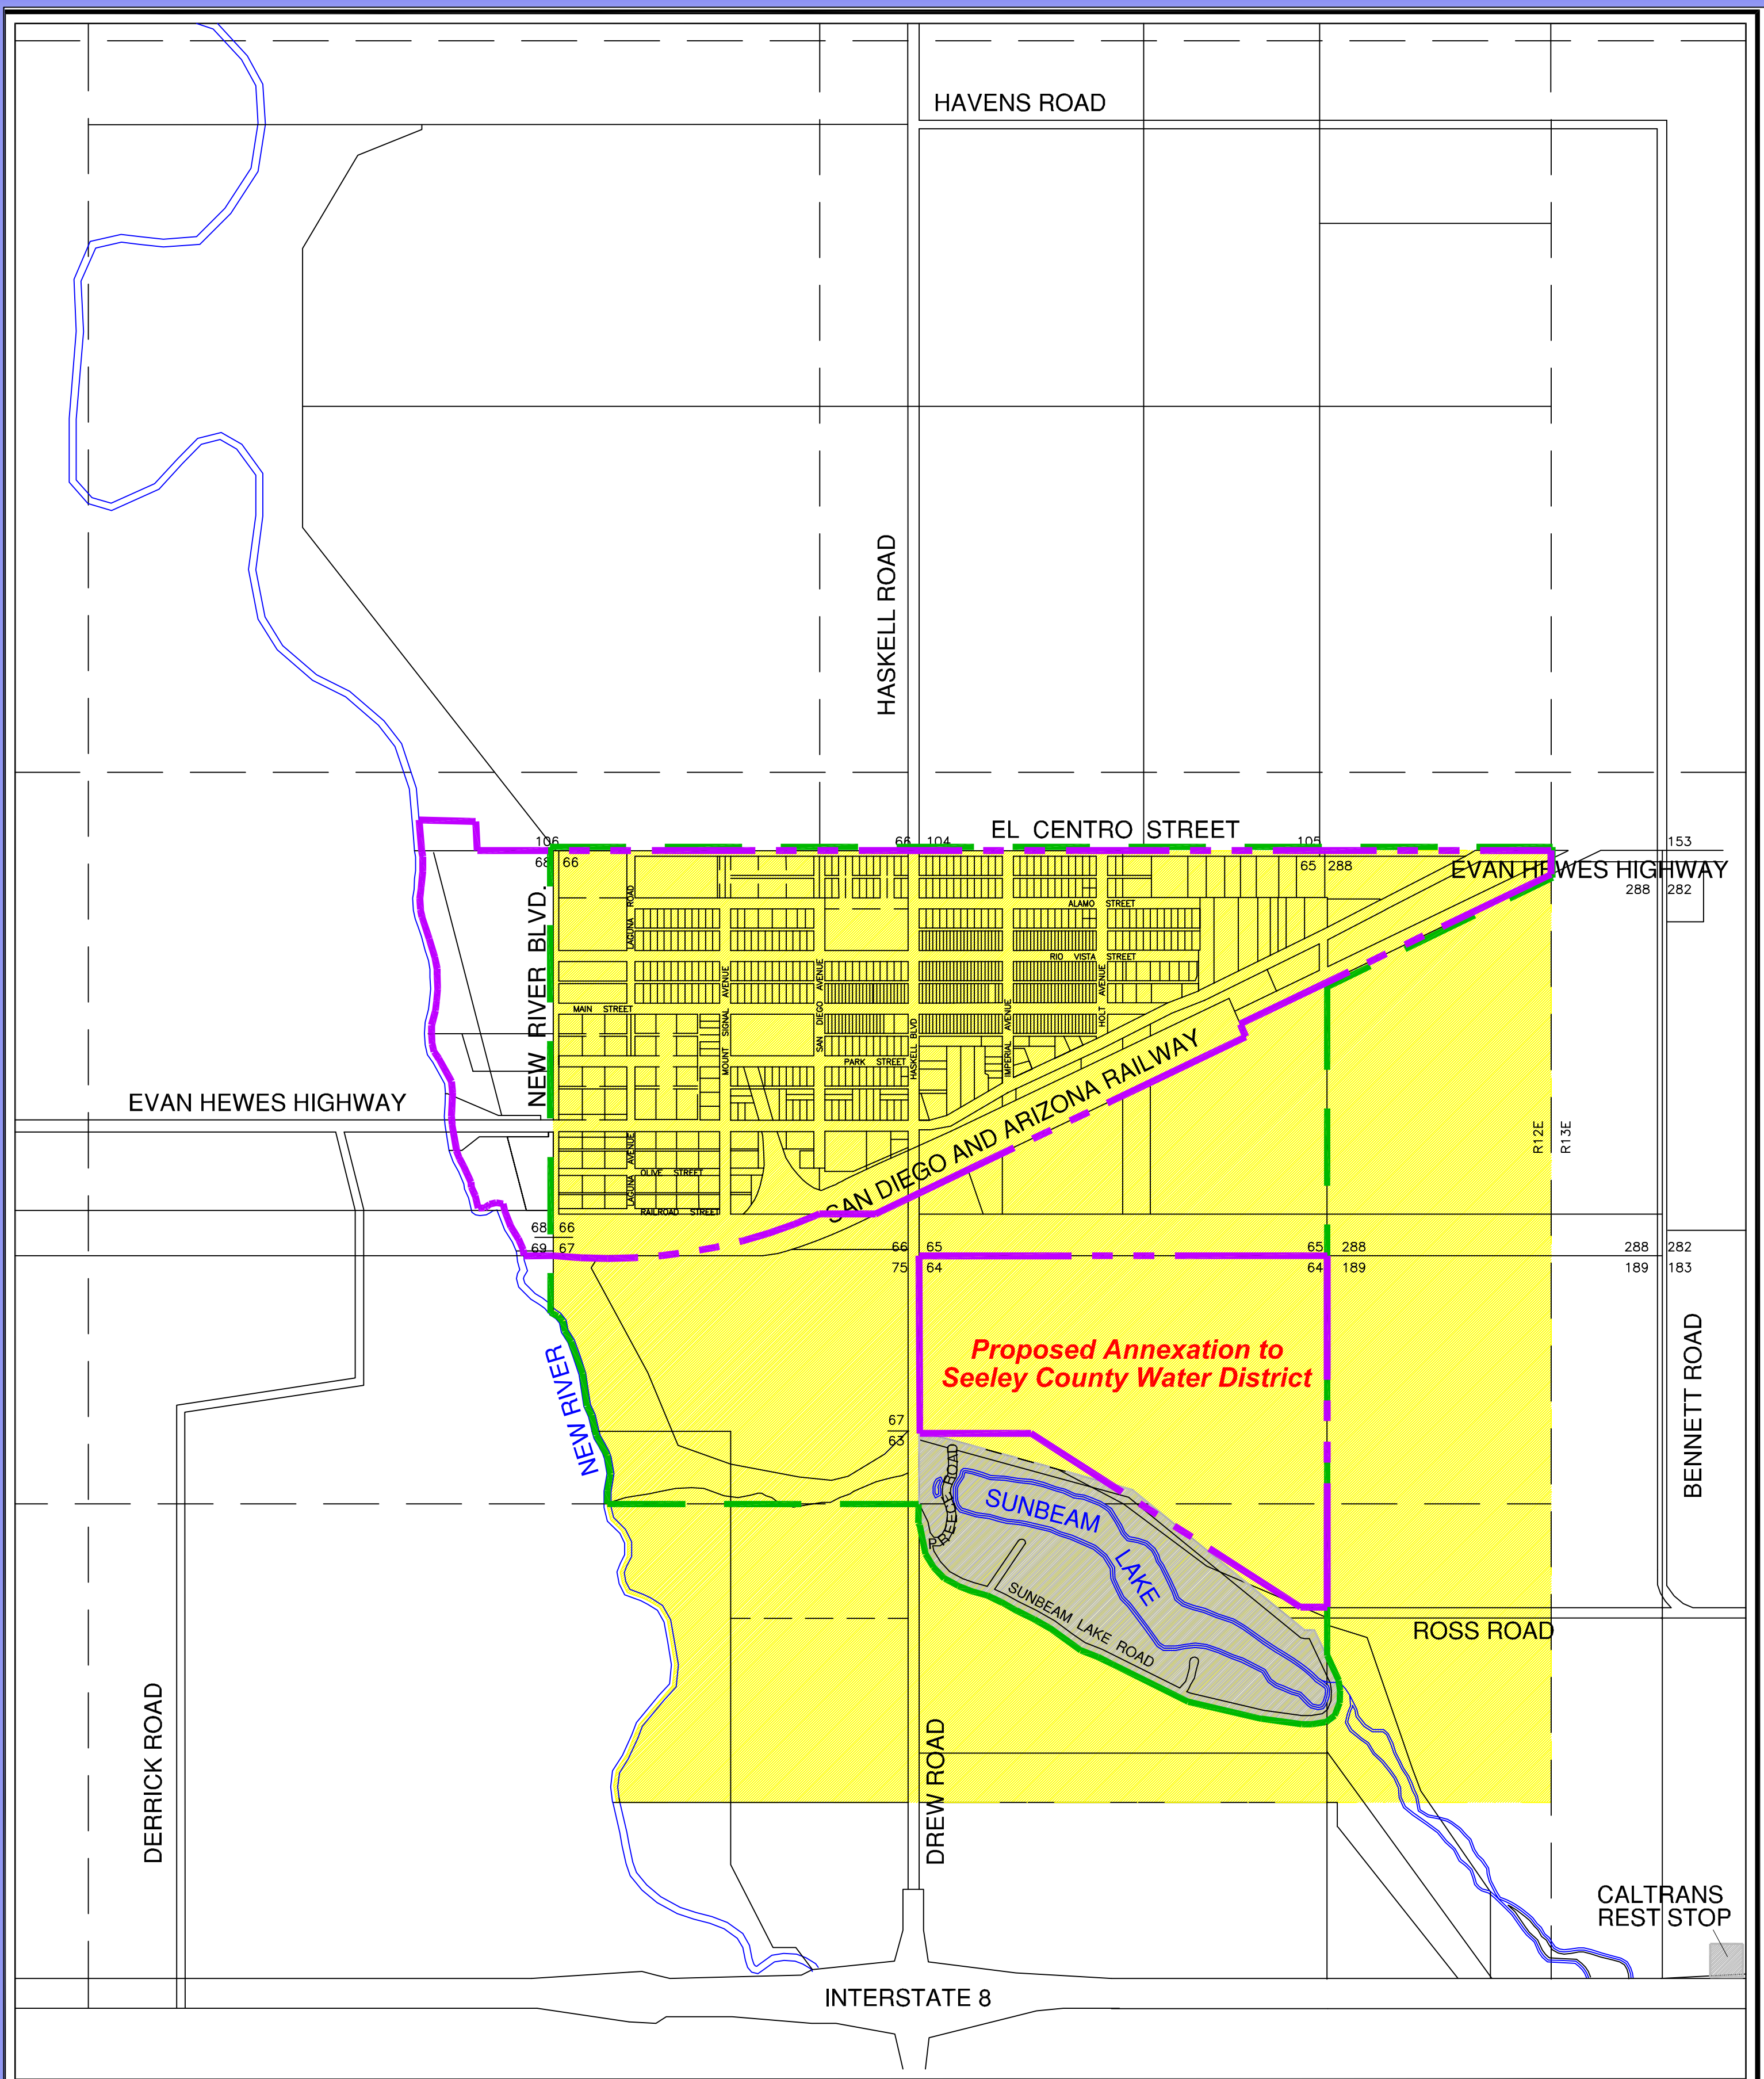 HAVENS ROAD
HASKELL ROAD
EL CENTRO STREET
106
66 104
105
153
68 66
65 288
EVAN HEWES HIGHWAY
288 282
NEW RIVER BLVD.
LAGUNA ROAD
ALAMO STREET
RIO VISTA STREET
MOUNT SIGNAL AVENUE
SAN DIEGO AVENUE
HASKELL BLVD
IMPERIAL AVENUE
HOLT AVENUE
MAIN STREET
PARK STREET
EVAN HEWES HIGHWAY
SAN DIEGO AND ARIZONA RAILWAY
R12E
R13E
LAGUNA AVENUE
OLIVE STREET
RAILROAD STREET
68 66
69 67
66 65
75 64
65 288
64 189
288 282
189 183
Proposed Annexation to
Seeley County Water District
NEW RIVER
67
63
BENNETT ROAD
PREECE ROAD
SUNBEAM
LAKE
SUNBEAM LAKE ROAD
ROSS ROAD
DERRICK ROAD
DREW ROAD
CALTRANS
REST STOP
INTERSTATE 8